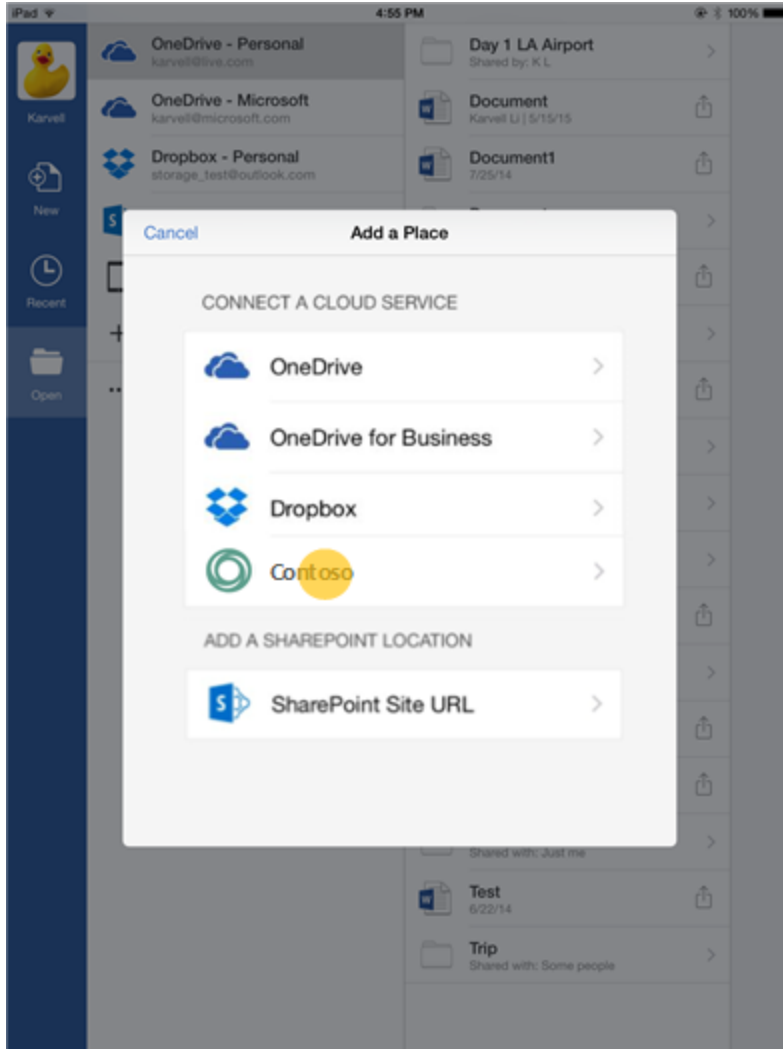 iPad
4:55 PM
100%
Karvell
New
Recent
Open
OneDrive - Personal
karvell@live.com
OneDrive - Microsoft
karvell@microsoft.com
Dropbox - Personal
storage_test@outlook.com
Day 1 LA Airport
Shared by: K L
Document
Karvell Li | 5/15/15
Document1
7/25/14
Cancel
Add a Place
CONNECT A CLOUD SERVICE
OneDrive
OneDrive for Business
Dropbox
Contoso
ADD A SHAREPOINT LOCATION
SharePoint Site URL
Shared with: Just me
Test
6/22/14
Trip
Shared with: Some people